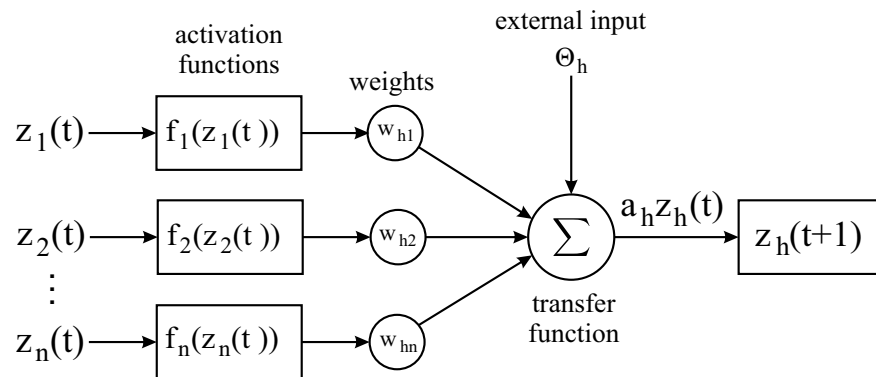 external input
Θh
activation
functions
weights
z1(t)
f1(z1(t ))
wh1
z2(t)
f2(z2(t ))
wh2
Σ
ahzh(t)
zh(t+1)
⋮
zn(t)
fn(zn(t ))
whn
transfer
function